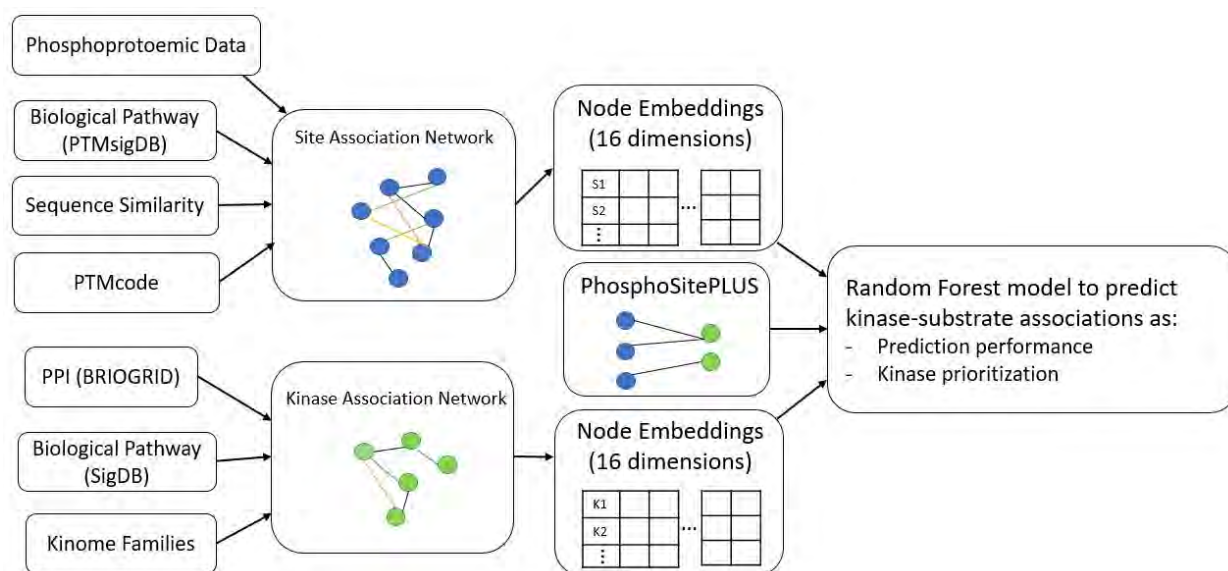 Phosphoprotoemic Data
Biological Pathway
(PTMsigDB)
Sequence Similarity
PTMcode
Site Association Network
Node Embeddings
(16 dimensions)
S1
S2
⋮
...
PhosphoSitePLUS
Random Forest model to predict
kinase-substrate associations as:
- Prediction performance
- Kinase prioritization
PPI (BRIOGRID)
Biological Pathway
(SigDB)
Kinome Families
Kinase Association Network
Node Embeddings
(16 dimensions)
K1
K2
⋮
...